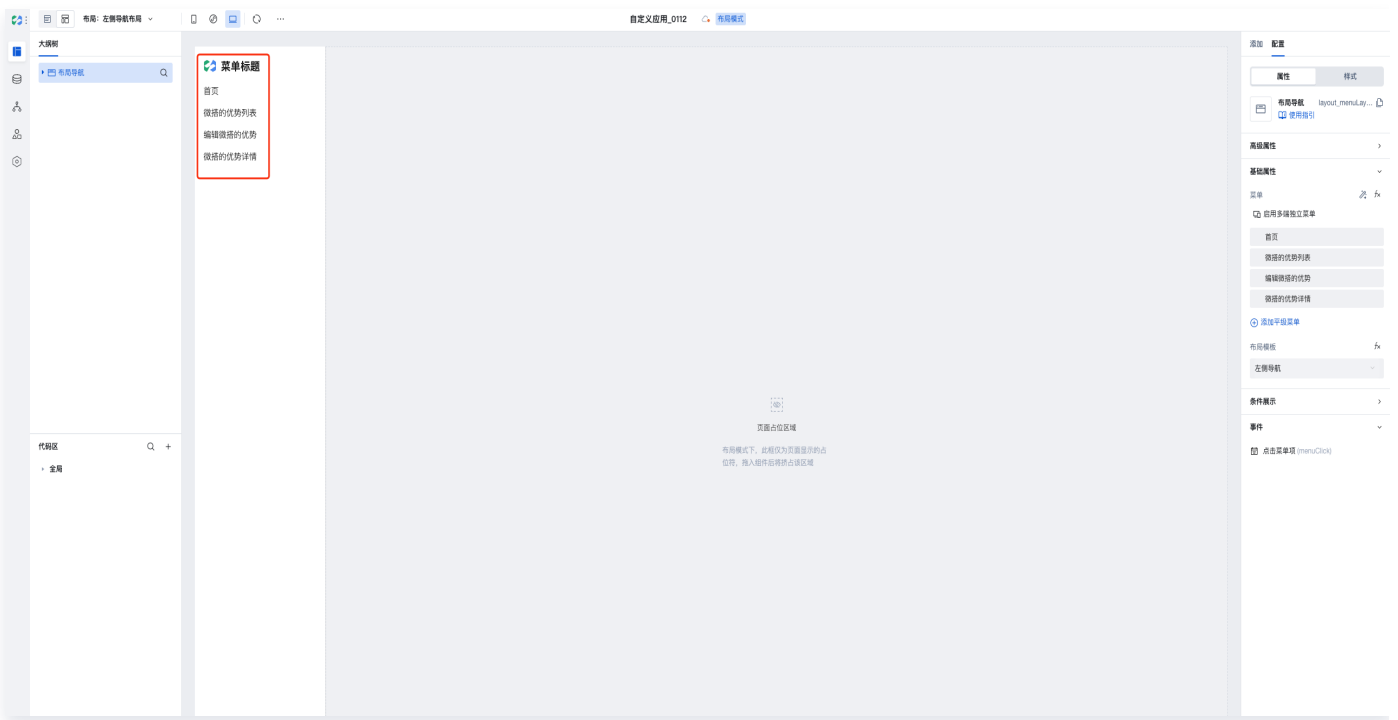 布局：左侧导航布局
自定义应用_0112
布局模式
大纲树
布局导航
代码区
全局
菜单标题
首页
微搭的优势列表
编辑微搭的优势
微搭的优势详情
页面占位区域
布局模式下，此框仅为页面显示的占
位符，拖入组件后将挤占该区域
添加 配置
属性 样式
布局导航 layout_menuLay...
使用指引
高级属性
基础属性
菜单
启用多端独立菜单
首页
微搭的优势列表
编辑微搭的优势
微搭的优势详情
添加平级菜单
布局模板
左侧导航
条件展示
事件
点击菜单项 (menuClick)